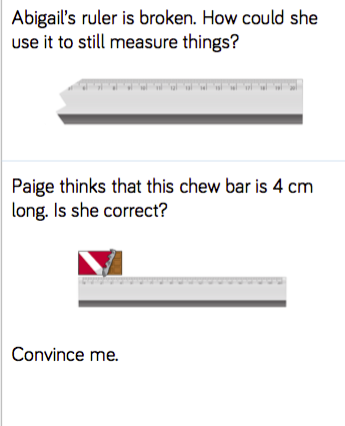 Abigail's ruler is broken. How could she
use it to still measure things?
Paige thinks that this chew bar is 4 cm
long. Is she correct?
Convince me.